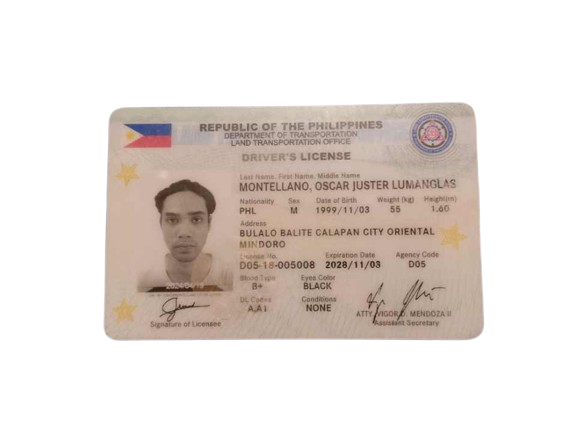 REPUBLIC OF THE PHILIPPINES
DEPARTMENT OF TRANSPORTATION
LAND TRANSPORTATION OFFICE
DRIVER'S LICENSE
Last Name, First Name, Middle Name
MONTELLANO, OSCAR JUSTER LUMANGLAS
Nationality Sex Date of Birth Weight (kg) Height(m)
PHL M 1999/11/03 55 1.60
Address
BULALO BALITE CALAPAN CITY ORIENTAL
MINDORO
License No. Expiration Date Agency Code
D05-18-005008 2028/11/03 D05
Blood Type Eyes Color
B+ BLACK
DL Codes Conditions
A,A1 NONE
2024/04/15
Signature of Licensee
ATTY. VIGOR D. MENDOZA II
Assistant Secretary